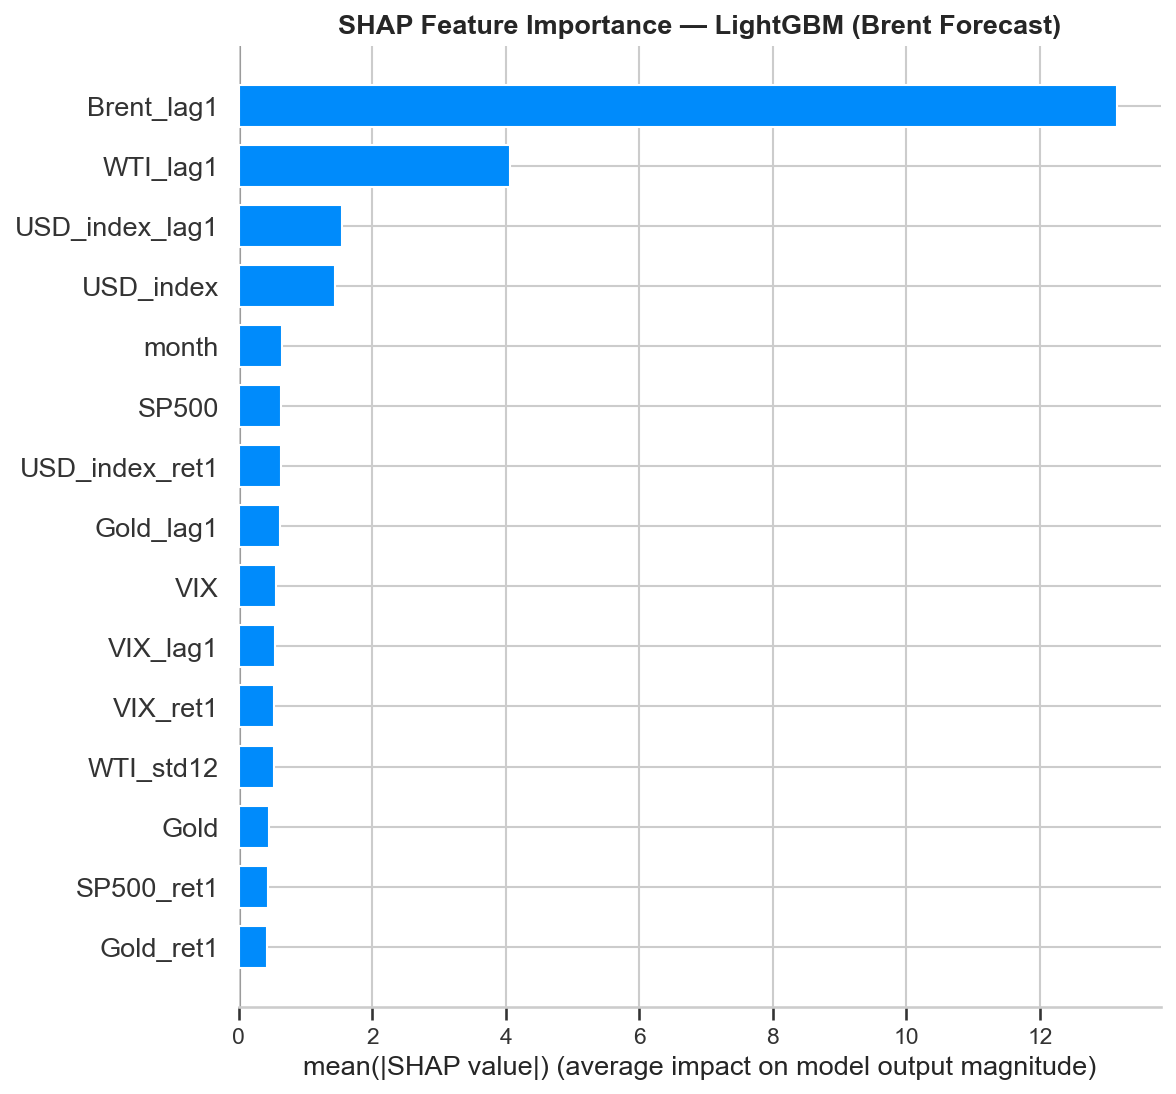 SHAP Feature Importance — LightGBM (Brent Forecast)
Brent_lag1
WTI_lag1
USD_index_lag1
USD_index
month
SP500
USD_index_ret1
Gold_lag1
VIX
VIX_lag1
VIX_ret1
WTI_std12
Gold
SP500_ret1
Gold_ret1
0 2 4 6 8 10 12
mean(|SHAP value|) (average impact on model output magnitude)